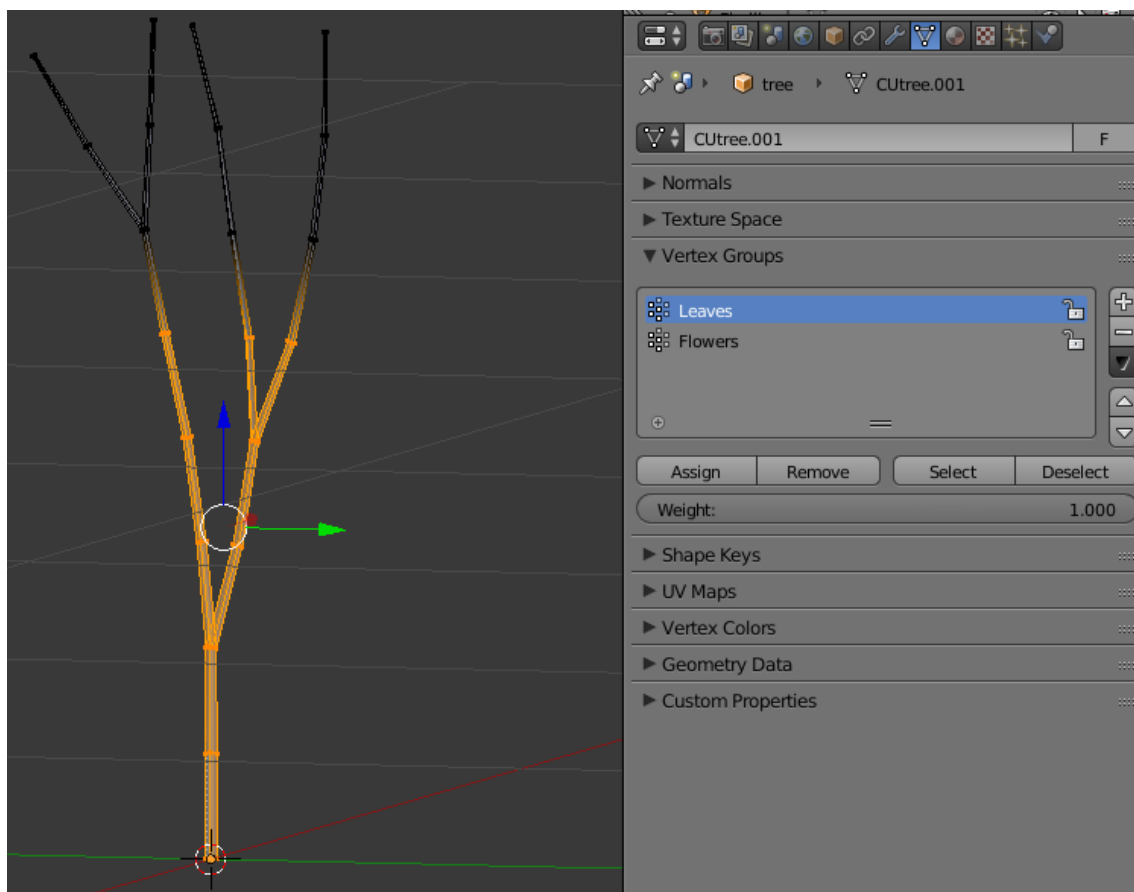 tree CUtree.001
CUtree.001 F
Normals
Texture Space
Vertex Groups
Leaves
Flowers
Assign Remove Select Deselect
Weight: 1.000
Shape Keys
UV Maps
Vertex Colors
Geometry Data
Custom Properties